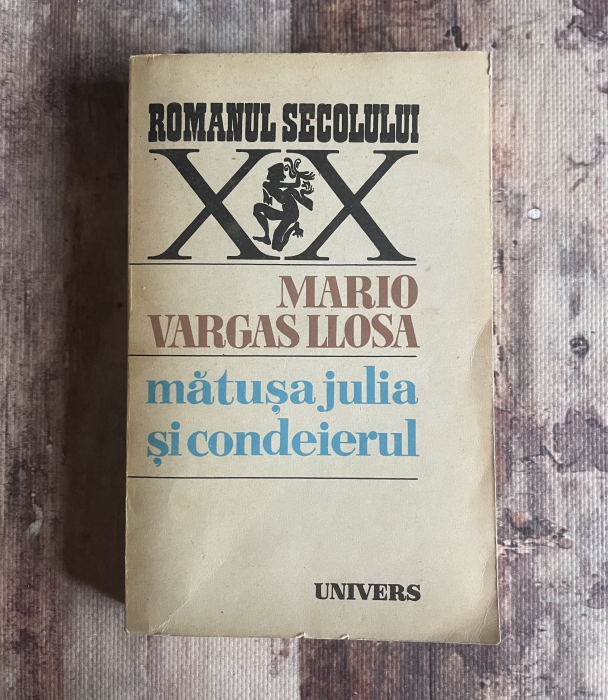 ROMANUL SECOLULUI
XX
MARIO
VARGAS LLOSA
mătușa julia
și condeierul
UNIVERS